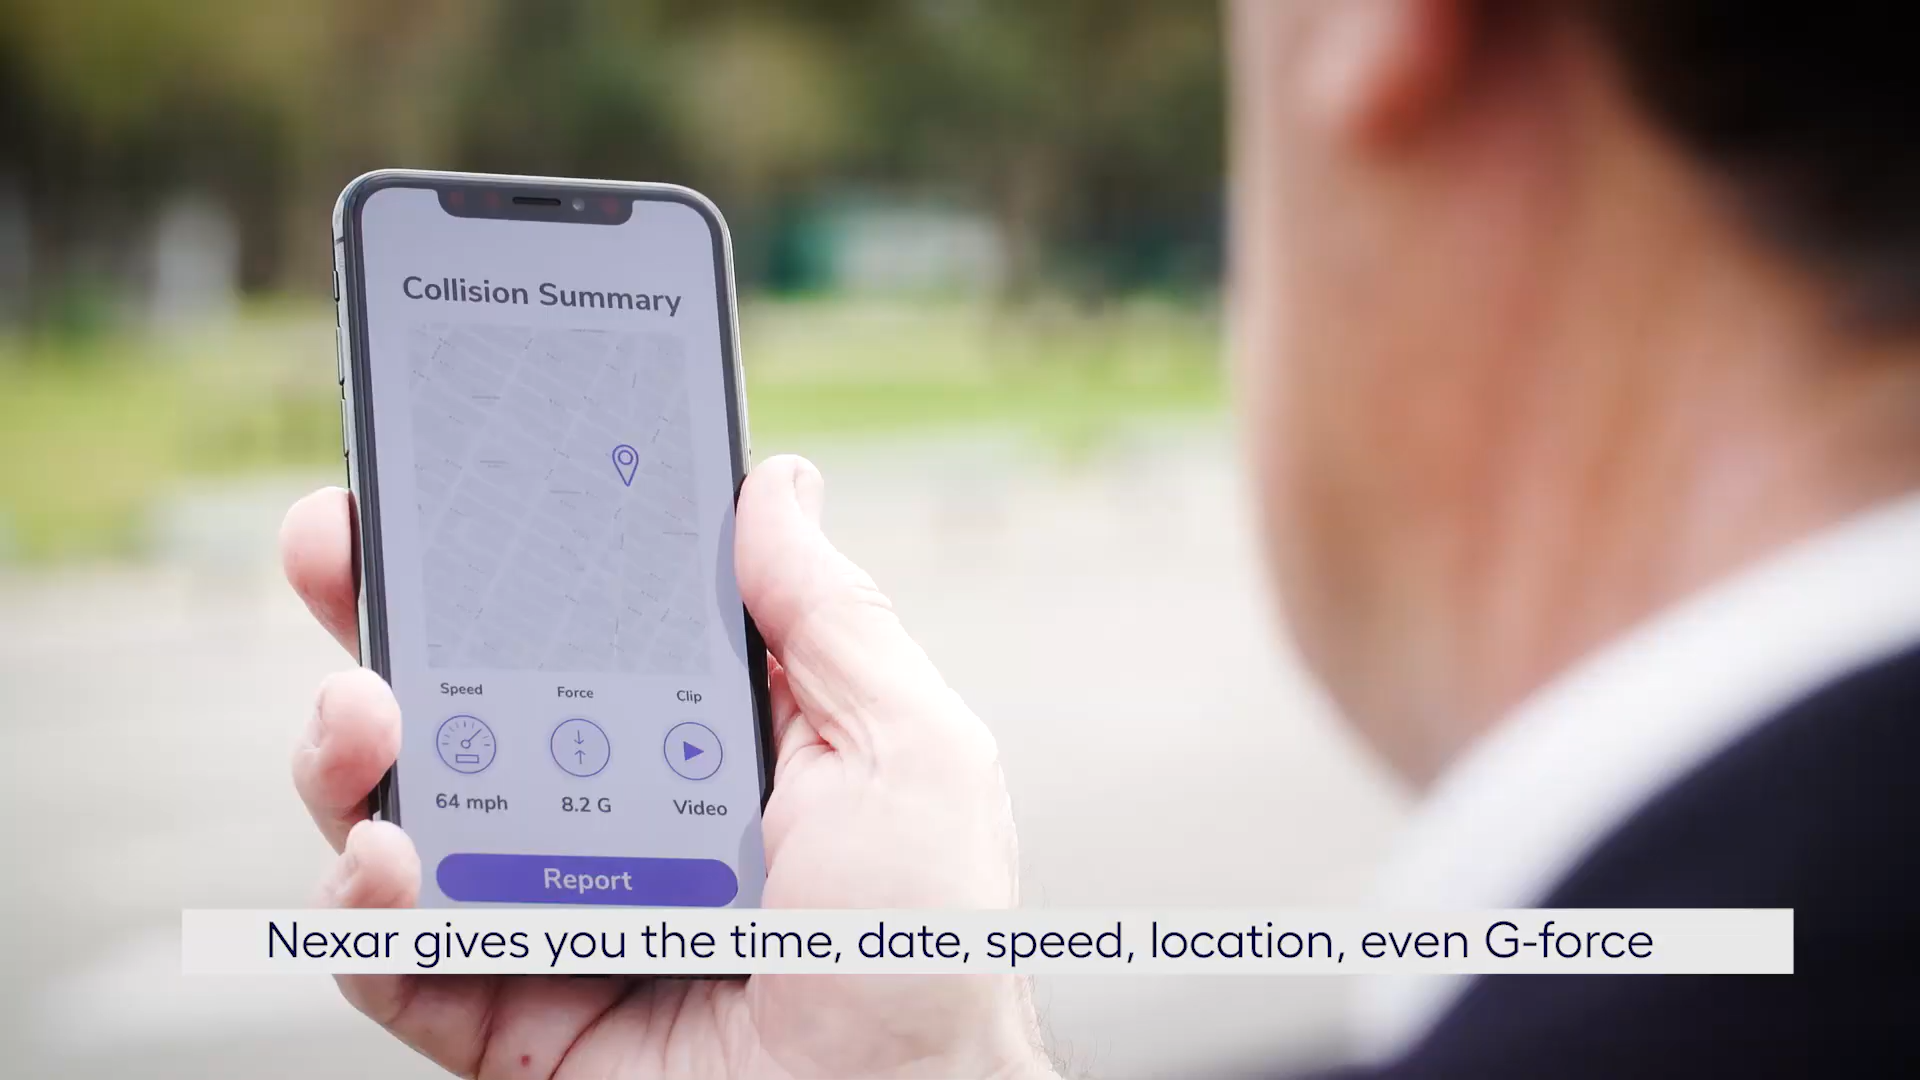 Collision Summary
Speed Force Clip
64 mph 8.2 G Video
Report
Nexar gives you the time, date, speed, location, even G-force